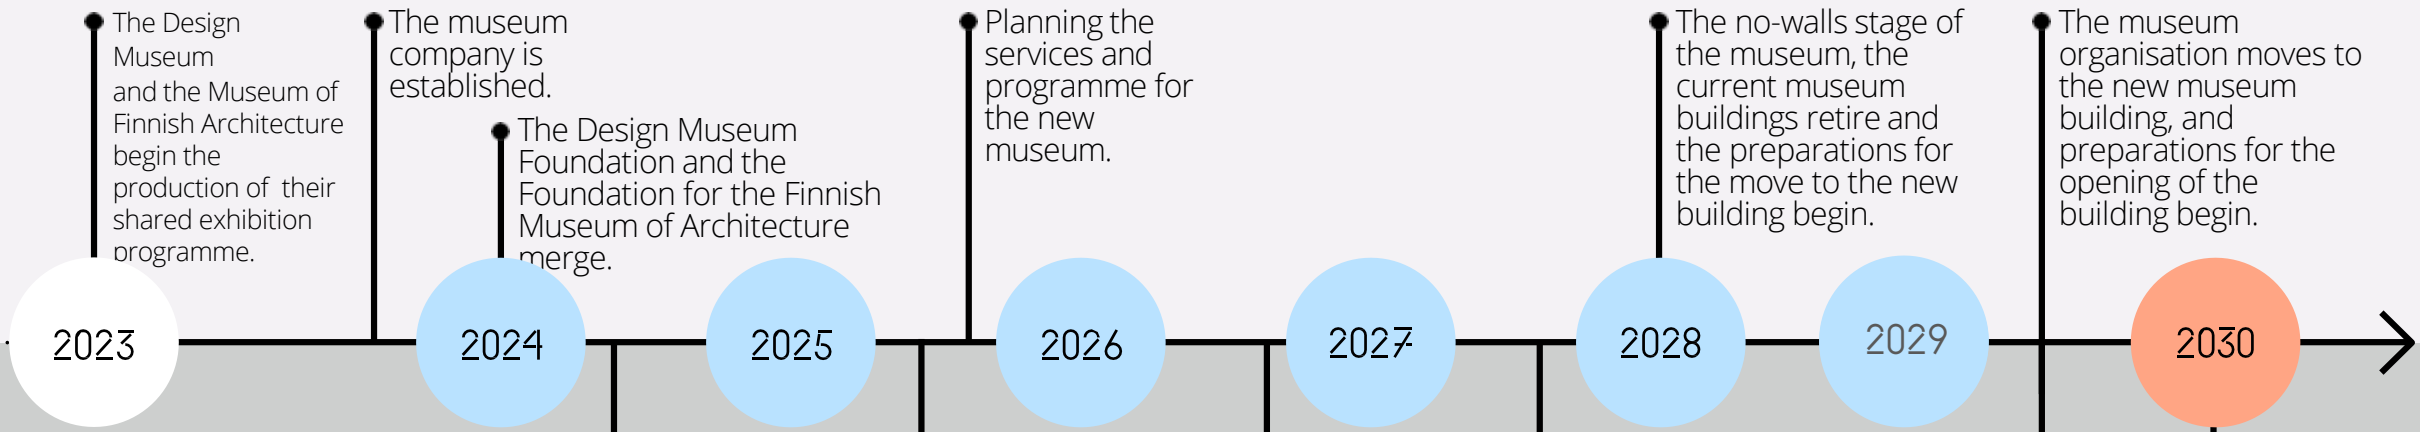 The Design
Museum
and the Museum of
Finnish Architecture
begin the
production of their
shared exhibition
programme.
The museum
company is
established.
The Design Museum
Foundation and the
Foundation for the Finnish
Museum of Architecture
merge.
Planning the
services and
programme for
the new
museum.
The no-walls stage of
the museum, the
current museum
buildings retire and
the preparations for
the move to the new
building begin.
The museum
organisation moves to
the new museum
building, and
preparations for the
opening of the
building begin.
2023
2024
2025
2026
2027
2028
2029
2030